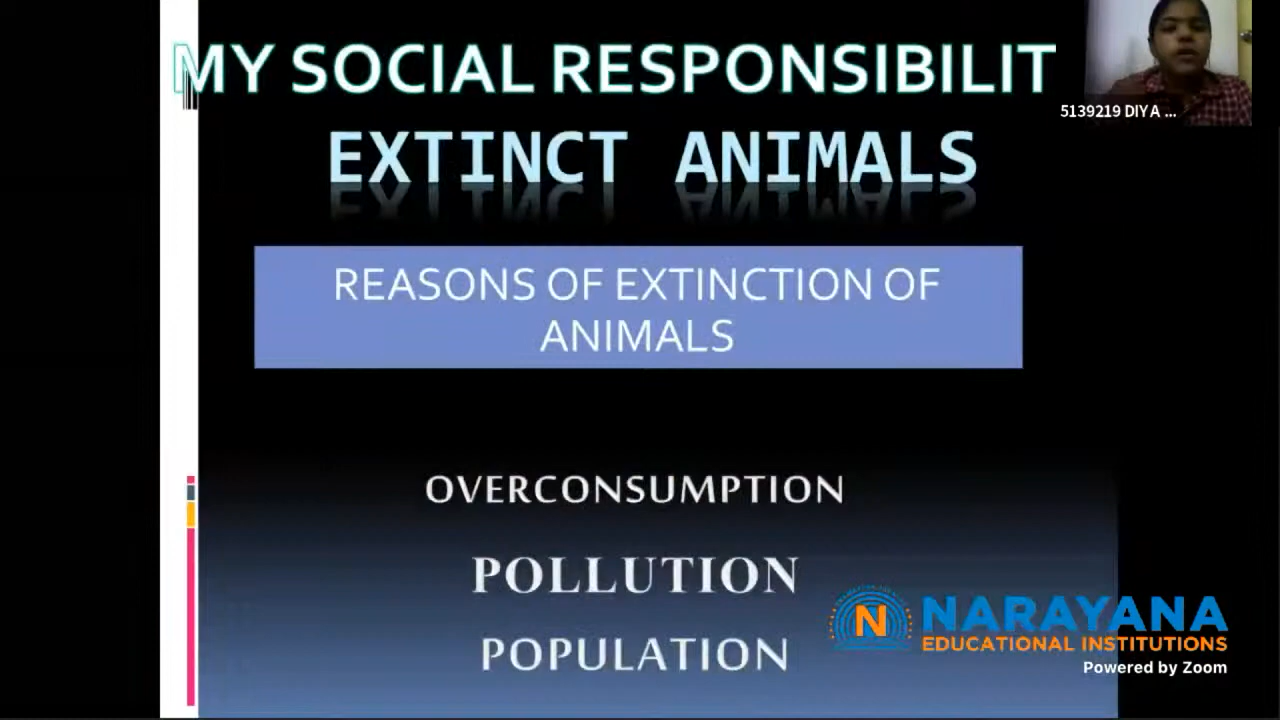 MY SOCIAL RESPONSIBILIT
5139219 DIYA ...
EXTINCT ANIMALS
REASONS OF EXTINCTION OF
ANIMALS
OVERCONSUMPTION
POLLUTION
POPULATION
N NARAYANA
EDUCATIONAL INSTITUTIONS
Powered by Zoom